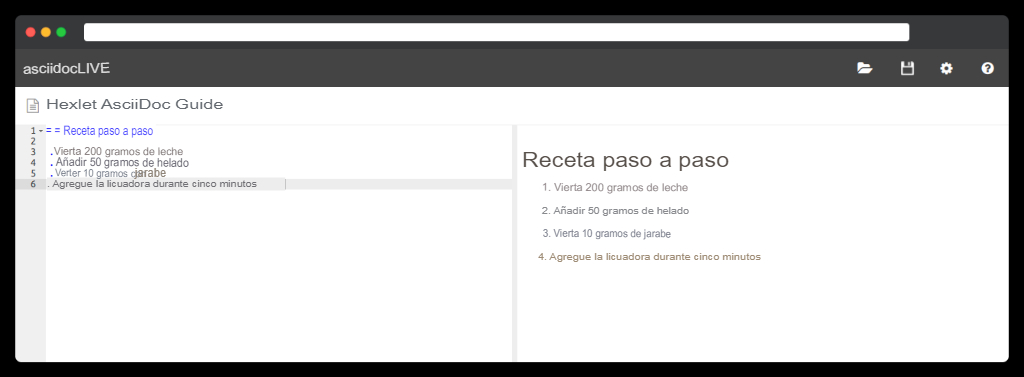 asciidocLIVE
Hexlet AsciiDoc Guide
1 = = Receta paso a paso
2
3 . Vierta 200 gramos de leche
4 . Añadir 50 gramos de helado
5 . Verter 10 gramos jarabe
6 . Agregue la licuadora durante cinco minutos
Receta paso a paso
1. Vierta 200 gramos de leche
2. Añadir 50 gramos de helado
3. Vierta 10 gramos de jarabe
4. Agregue la licuadora durante cinco minutos